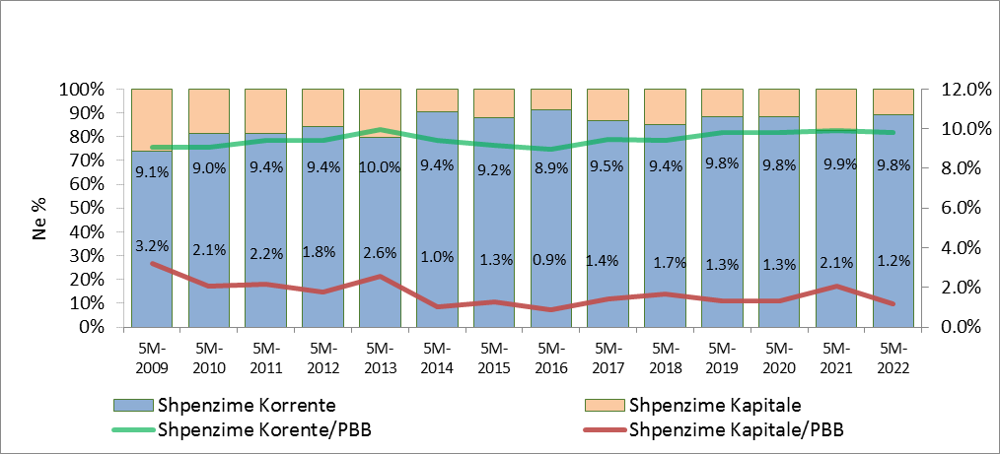 100%
90%
80%
70%
60%
50%
40%
30%
20%
10%
0%
Ne %
12.0%
10.0%
8.0%
6.0%
4.0%
2.0%
0.0%
9.1% 9.0% 9.4% 9.4% 10.0% 9.4% 9.2% 8.9% 9.5% 9.4% 9.8% 9.8% 9.9% 9.8%
3.2% 2.1% 2.2% 1.8% 2.6% 1.0% 1.3% 0.9% 1.4% 1.7% 1.3% 1.3% 2.1% 1.2%
5M- 5M- 5M- 5M- 5M- 5M- 5M- 5M- 5M- 5M- 5M- 5M- 5M- 5M-
2009 2010 2011 2012 2013 2014 2015 2016 2017 2018 2019 2020 2021 2022
Shpenzime Korrente Shpenzime Kapitale
Shpenzime Korente/PBB Shpenzime Kapitale/PBB